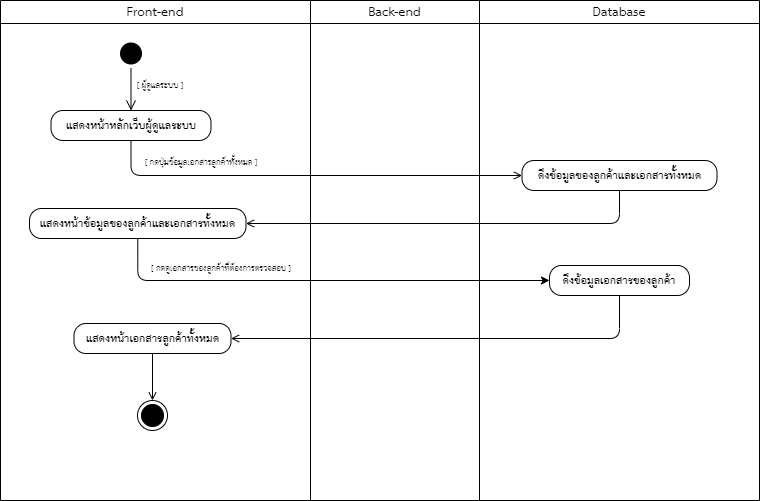 Front-end
Back-end
Database
[ ผู้ดูแลระบบ ]
แสดงหน้าหลักเว็บผู้ดูแลระบบ
[ กดปุ่มข้อมูลเอกสารลูกค้าทั้งหมด ]
ดึงข้อมูลของลูกค้าและเอกสารทั้งหมด
แสดงหน้าข้อมูลของลูกค้าและเอกสารทั้งหมด
[ กดดูเอกสารของลูกค้าที่ต้องการตรวจสอบ ]
ดึงข้อมูลเอกสารของลูกค้า
แสดงหน้าเอกสารลูกค้าทั้งหมด